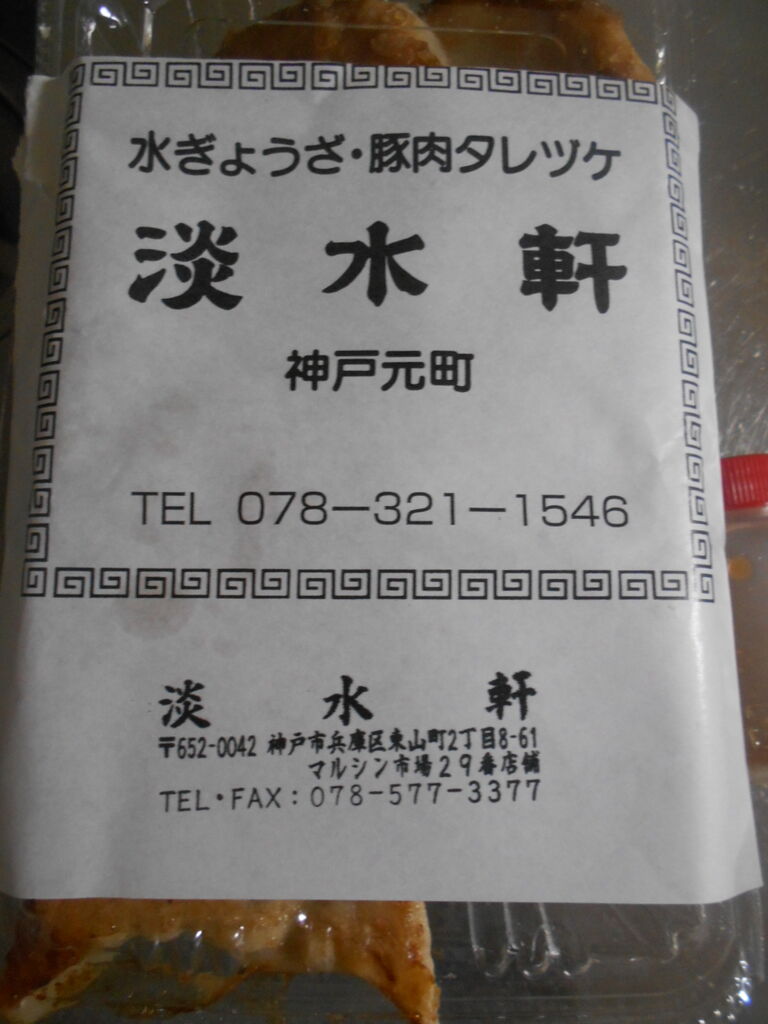 水ぎょうざ・豚肉タレヅケ
淡水軒
神戸元町
TEL 078-321-1546
淡水軒
〒652-0042 神戸市兵庫区東山町2丁目8-61
マルシン市場29番店舗
TEL・FAX：078-577-3377